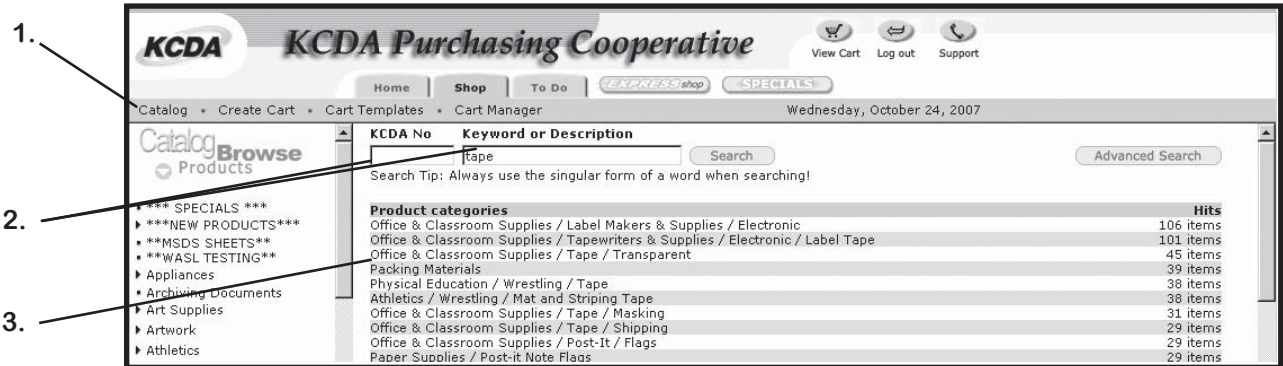 1.
KCDA
KCDA Purchasing Cooperative
View Cart Log out Support
Home Shop To Do EXPRESS shop SPECIALS
Catalog • Create Cart • Cart Templates • Cart Manager Wednesday, October 24, 2007
Catalog Browse
Products
KCDA No Keyword or Description
tape Search Advanced Search
Search Tip: Always use the singular form of a word when searching!
2.
*** SPECIALS ***
***NEW PRODUCTS***
**MSDS SHEETS**
**WASL TESTING**
Appliances
Archiving Documents
Art Supplies
Artwork
Athletics
3.
Product categories Hits
Office & Classroom Supplies / Label Makers & Supplies / Electronic 106 items
Office & Classroom Supplies / Tapewriters & Supplies / Electronic / Label Tape 101 items
Office & Classroom Supplies / Tape / Transparent 45 items
Packing Materials 39 items
Physical Education / Wrestling / Tape 38 items
Athletics / Wrestling / Mat and Striping Tape 38 items
Office & Classroom Supplies / Tape / Masking 31 items
Office & Classroom Supplies / Tape / Shipping 29 items
Office & Classroom Supplies / Post-It / Flags 29 items
Paper Supplies / Post-it Note Flags 29 items